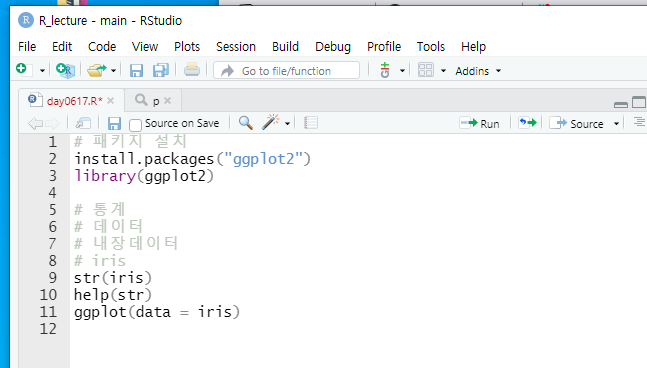 R_lecture - main - RStudio
File Edit Code View Plots Session Build Debug Profile Tools Help
Go to file/function Addins
day0617.R* × p ×
Source on Save Run Source
1 # 패키지 설치
2 install.packages("ggplot2")
3 library(ggplot2)
4
5 # 통계
6 # 데이터
7 # 내장데이터
8 # iris
9 str(iris)
10 help(str)
11 ggplot(data = iris)
12